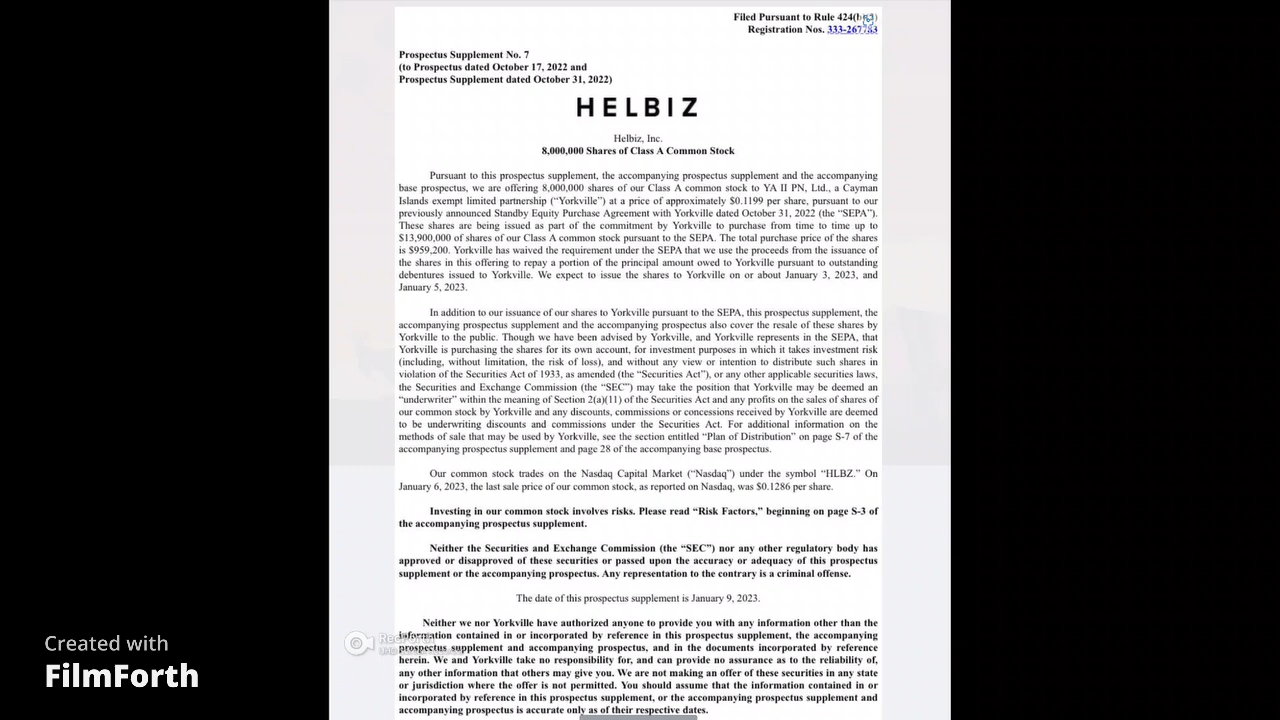 Filed Pursuant to Rule 424(b)
Registration Nos. 333-267783
Prospectus Supplement No. 7
(to Prospectus dated October 17, 2022 and
Prospectus Supplement dated October 31, 2022)
HELBIZ
Helbiz, Inc.
8,000,000 Shares of Class A Common Stock
Pursuant to this prospectus supplement, the accompanying prospectus supplement and the accompanying
base prospectus, we are offering 8,000,000 shares of our Class A common stock to YA II PN, Ltd., a Cayman
Islands exempt limited partnership (“Yorkville”) at a price of approximately $0.1199 per share, pursuant to our
previously announced Standby Equity Purchase Agreement with Yorkville dated October 31, 2022 (the “SEPA”).
These shares are being issued as part of the commitment by Yorkville to purchase from time to time up to
$13,900,000 of shares of our Class A common stock pursuant to the SEPA. The total purchase price of the shares
is $959,200. Yorkville has waived the requirement under the SEPA that we use the proceeds from the issuance of
the shares in this offering to repay a portion of the principal amount owed to Yorkville pursuant to outstanding
debentures issued to Yorkville. We expect to issue the shares to Yorkville on or about January 3, 2023, and
January 5, 2023.
In addition to our issuance of our shares to Yorkville pursuant to the SEPA, this prospectus supplement, the
accompanying prospectus supplement and the accompanying prospectus also cover the resale of these shares by
Yorkville to the public. Though we have been advised by Yorkville, and Yorkville represents in the SEPA, that
Yorkville is purchasing the shares for its own account, for investment purposes in which it takes investment risk
(including, without limitation, the risk of loss), and without any view or intention to distribute such shares in
violation of the Securities Act of 1933, as amended (the “Securities Act”), or any other applicable securities laws,
the Securities and Exchange Commission (the “SEC”) may take the position that Yorkville may be deemed an
“underwriter” within the meaning of Section 2(a)(11) of the Securities Act and any profits on the sales of shares of
our common stock by Yorkville and any discounts, commissions or concessions received by Yorkville are deemed
to be underwriting discounts and commissions under the Securities Act. For additional information on the
methods of sale that may be used by Yorkville, see the section entitled “Plan of Distribution” on page S-7 of the
accompanying prospectus supplement and page 28 of the accompanying base prospectus.
Our common stock trades on the Nasdaq Capital Market (“Nasdaq”) under the symbol “HLBZ.” On
January 6, 2023, the last sale price of our common stock, as reported on Nasdaq, was $0.1286 per share.
Investing in our common stock involves risks. Please read “Risk Factors,” beginning on page S-3 of
the accompanying prospectus supplement.
Neither the Securities and Exchange Commission (the “SEC”) nor any other regulatory body has
approved or disapproved of these securities or passed upon the accuracy or adequacy of this prospectus
supplement or the accompanying prospectus. Any representation to the contrary is a criminal offense.
The date of this prospectus supplement is January 9, 2023.
Neither we nor Yorkville have authorized anyone to provide you with any information other than the
information contained in or incorporated by reference in this prospectus supplement, the accompanying
prospectus supplement and accompanying prospectus, and in the documents incorporated by reference
herein. We and Yorkville take no responsibility for, and can provide no assurance as to the reliability of,
any other information that others may give you. We are not making an offer of these securities in any state
or jurisdiction where the offer is not permitted. You should assume that the information contained in or
incorporated by reference in this prospectus supplement, or the accompanying prospectus supplement and
accompanying prospectus is accurate only as of their respective dates.
Created with
FilmForth
RecForth